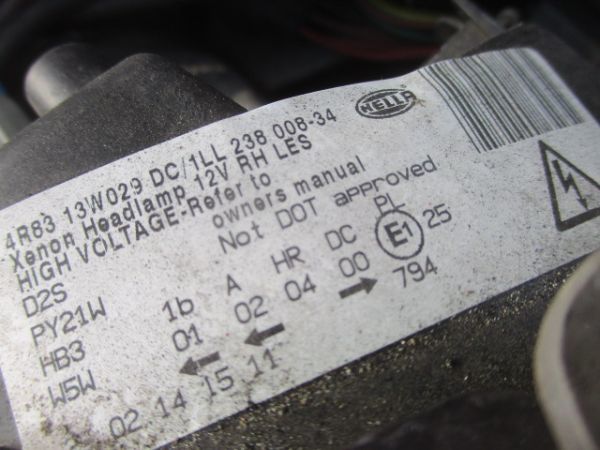 HELLA
4R83 13W029 DC/1LL 238 008-34
Xenon Headlamp 12V RH LES
HIGH VOLTAGE-Refer to
owners manual
Not DOT approved
D2S
PY21W 1b A HR DC PL
HB3 01 02 04 00 E1 25
W5W 794
02 14 15 11